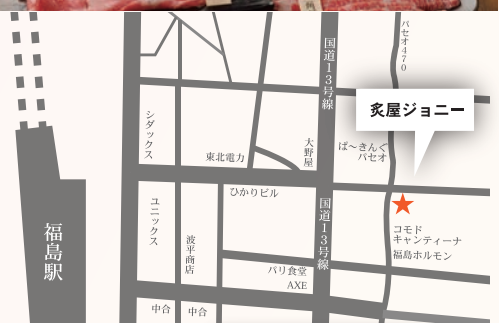 パセオ470
国道13号線
炙屋ジョニー
シダックス
東北電力
大野屋
ぱ〜きんぐ
パセオ
ひかりビル
ユニックス
波平商店
国道13号線
コモド
キャンティーナ
福島ホルモン
福島駅
パリ食堂
AXE
中合
中合